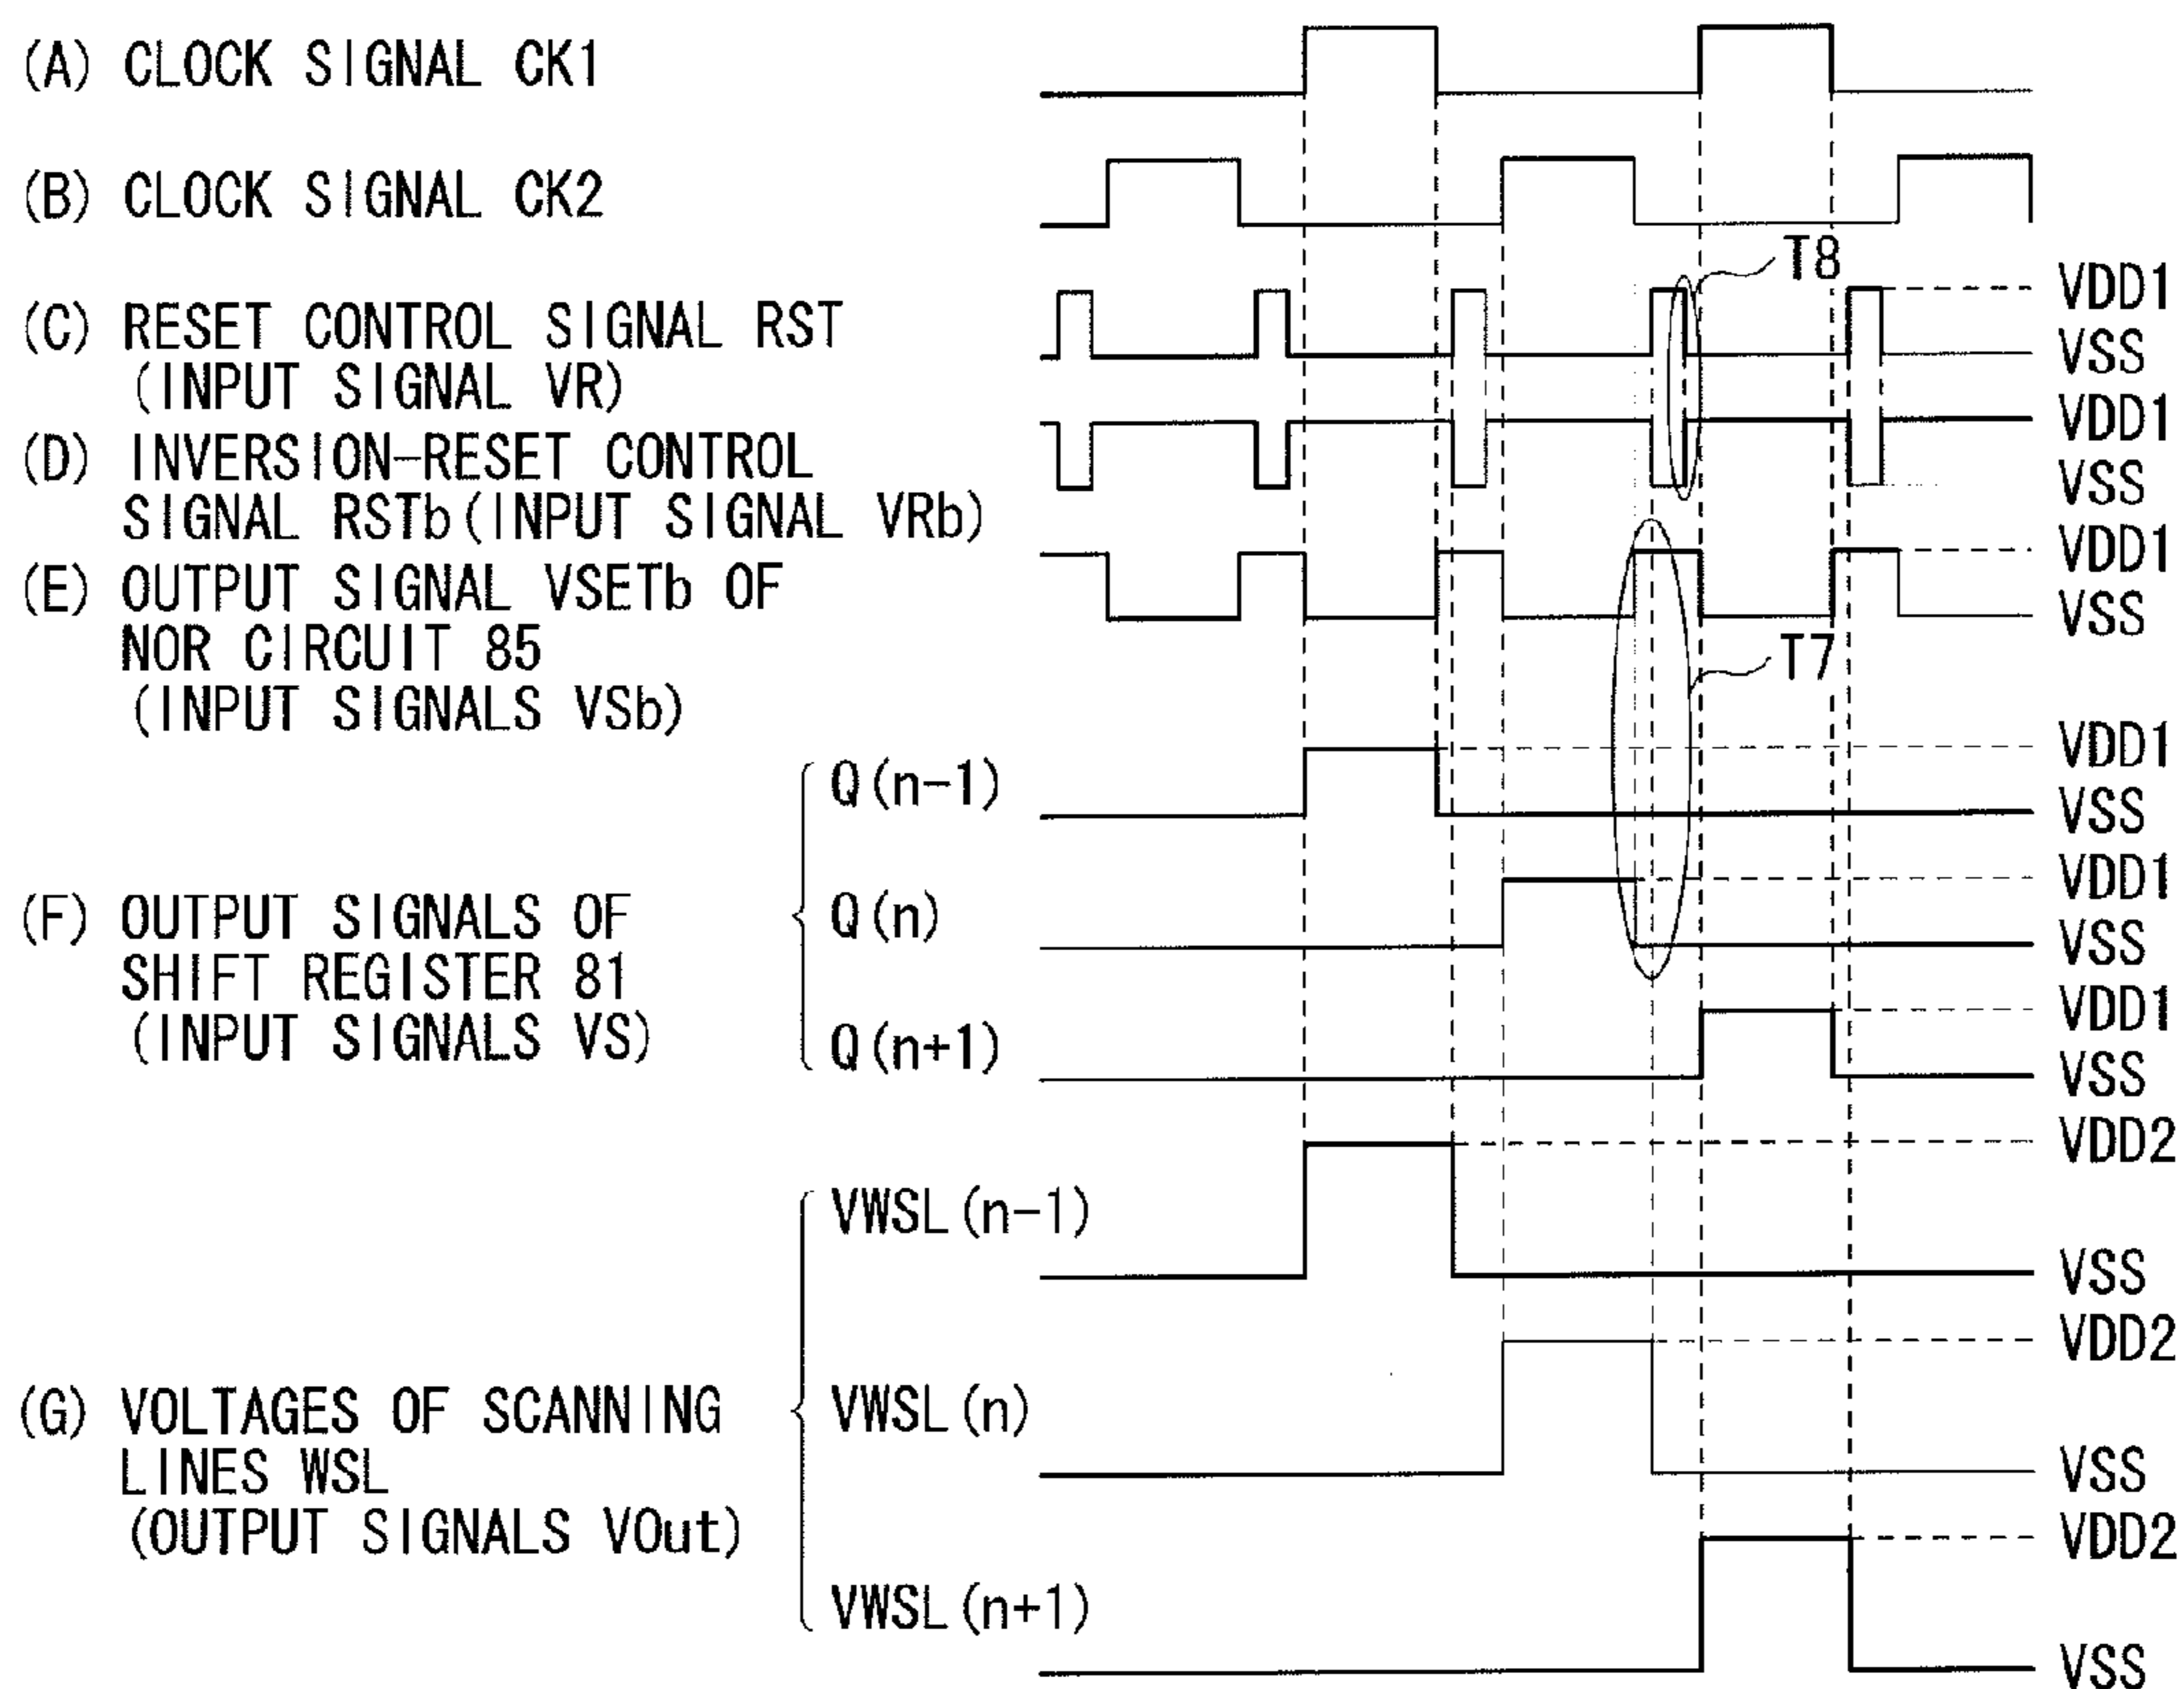 (A) CLOCK SIGNAL CK1
(B) CLOCK SIGNAL CK2
T8
(C) RESET CONTROL SIGNAL RST
(INPUT SIGNAL VR)
VDD1
VSS
(D) INVERSION-RESET CONTROL
SIGNAL RSTb(INPUT SIGNAL VRb)
VDD1
VSS
(E) OUTPUT SIGNAL VSETb OF
NOR CIRCUIT 85
(INPUT SIGNALS VSb)
VDD1
VSS
T7
(F) OUTPUT SIGNALS OF
SHIFT REGISTER 81
(INPUT SIGNALS VS)
Q(n-1)
VDD1
VSS
Q(n)
VDD1
VSS
Q(n+1)
VDD1
VSS
(G) VOLTAGES OF SCANNING
LINES WSL
(OUTPUT SIGNALS VOut)
VWSL(n-1)
VDD2
VSS
VWSL(n)
VDD2
VSS
VWSL(n+1)
VDD2
VSS